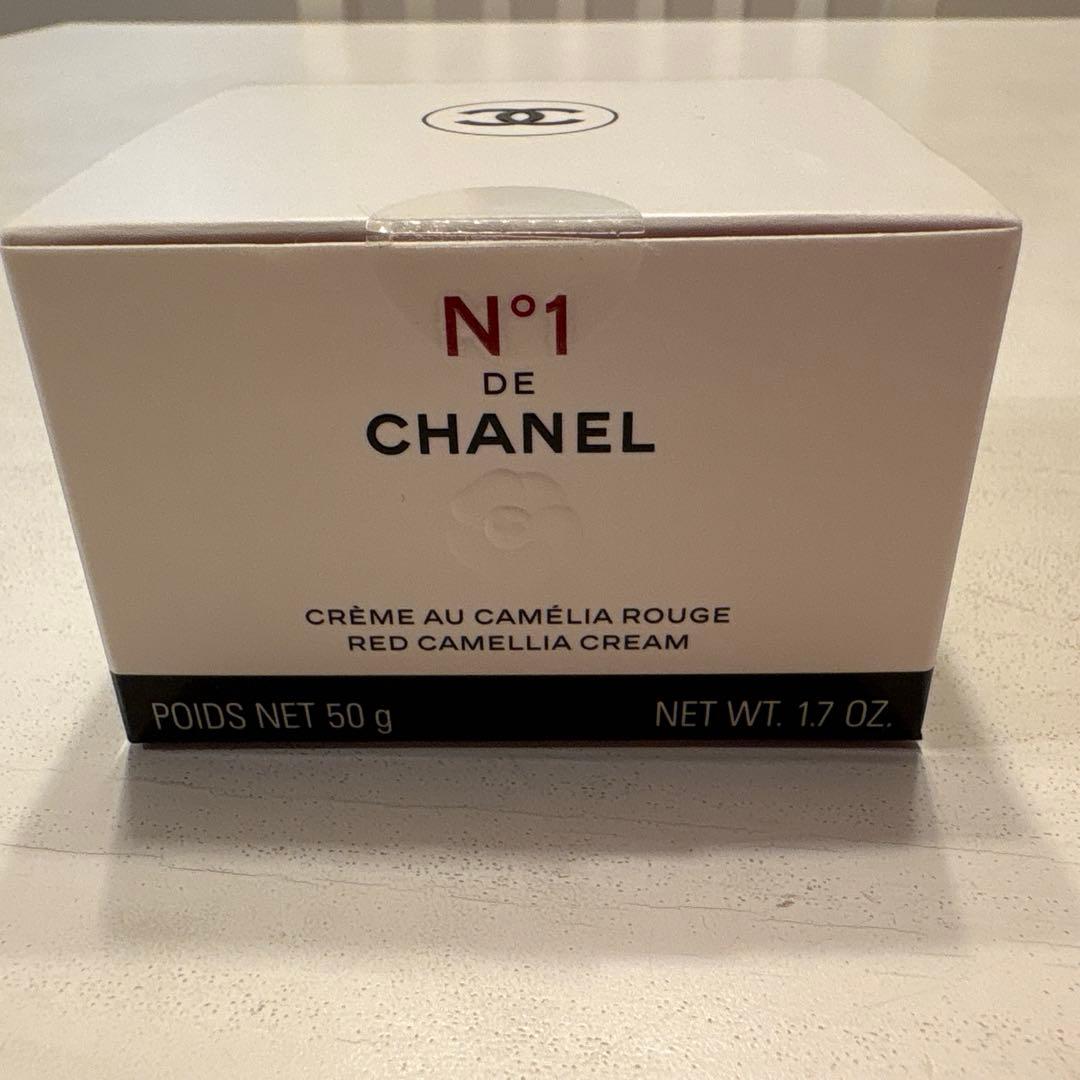 N°1
DE
CHANEL
CRÈME AU CAMÉLIA ROUGE
RED CAMELLIA CREAM
POIDS NET 50 g NET WT. 1.7 OZ.